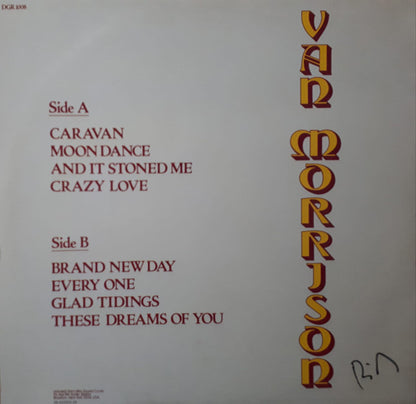 DGR 1008
Side A
CARAVAN
MOONDANCE
AND IT STONED ME
CRAZY LOVE
Side B
BRAND NEW DAY
EVERY ONE
GLAD TIDINGS
THESE DREAMS OF YOU
VAN MORRISON